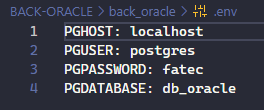 BACK-ORACLE > back_oracle > .env
1 PGHOST: localhost
2 PGUSER: postgres
3 PGPASSWORD: fatec
4 PGDATABASE: db_oracle